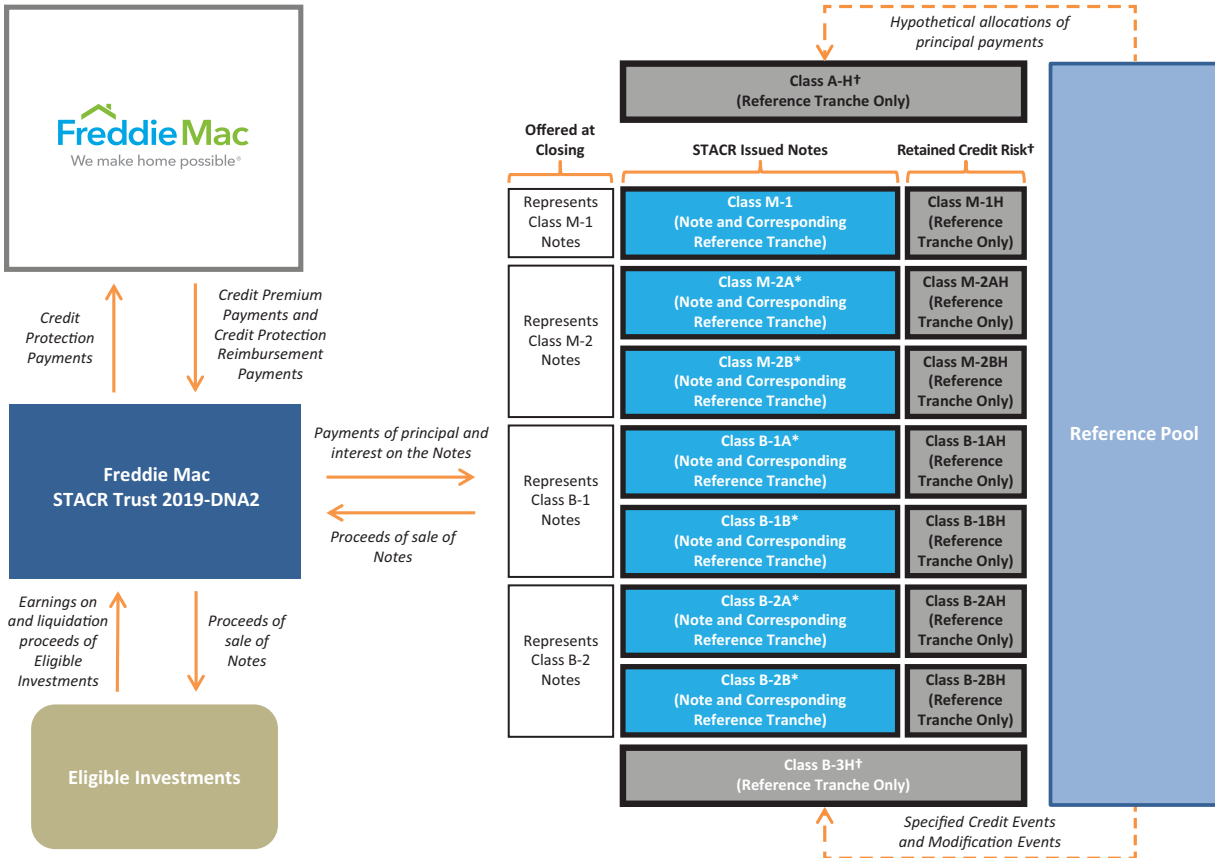 Freddie Mac
We make home possible®
Credit
Protection
Payments
Credit Premium
Payments and
Credit Protection
Reimbursement
Payments
Freddie Mac
STACR Trust 2019-DNA2
Earnings on
and liquidation
proceeds of
Eligible
Investments
Proceeds of
sale of
Notes
Eligible Investments
Payments of principal and
interest on the Notes
Proceeds of sale of
Notes
Hypothetical allocations of
principal payments
Class A-H†
(Reference Tranche Only)
Offered at
Closing
STACR Issued Notes
Retained Credit Risk†
Represents
Class M-1
Notes
Class M-1
(Note and Corresponding
Reference Tranche)
Class M-1H
(Reference
Tranche Only)
Represents
Class M-2
Notes
Class M-2A*
(Note and Corresponding
Reference Tranche)
Class M-2AH
(Reference
Tranche Only)
Class M-2B*
(Note and Corresponding
Reference Tranche)
Class M-2BH
(Reference
Tranche Only)
Represents
Class B-1
Notes
Class B-1A*
(Note and Corresponding
Reference Tranche)
Class B-1AH
(Reference
Tranche Only)
Class B-1B*
(Note and Corresponding
Reference Tranche)
Class B-1BH
(Reference
Tranche Only)
Represents
Class B-2
Notes
Class B-2A*
(Note and Corresponding
Reference Tranche)
Class B-2AH
(Reference
Tranche Only)
Class B-2B*
(Note and Corresponding
Reference Tranche)
Class B-2BH
(Reference
Tranche Only)
Class B-3H†
(Reference Tranche Only)
Reference Pool
Specified Credit Events
and Modification Events